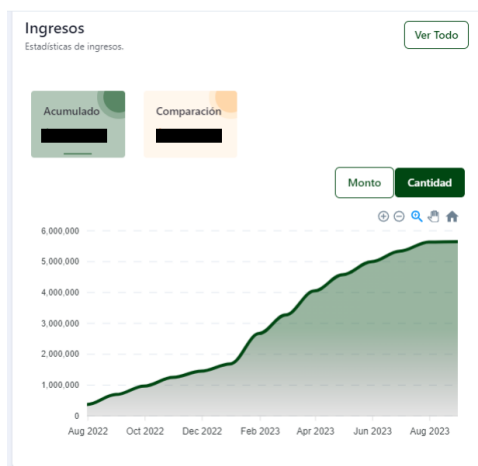 Ingresos
Ver Todo
Estadísticas de ingresos.
Acumulado
Comparación
Monto
Cantidad
6,000,000
5,000,000
4,000,000
3,000,000
2,000,000
1,000,000
0
Aug 2022 Oct 2022 Dec 2022 Feb 2023 Apr 2023 Jun 2023 Aug 2023